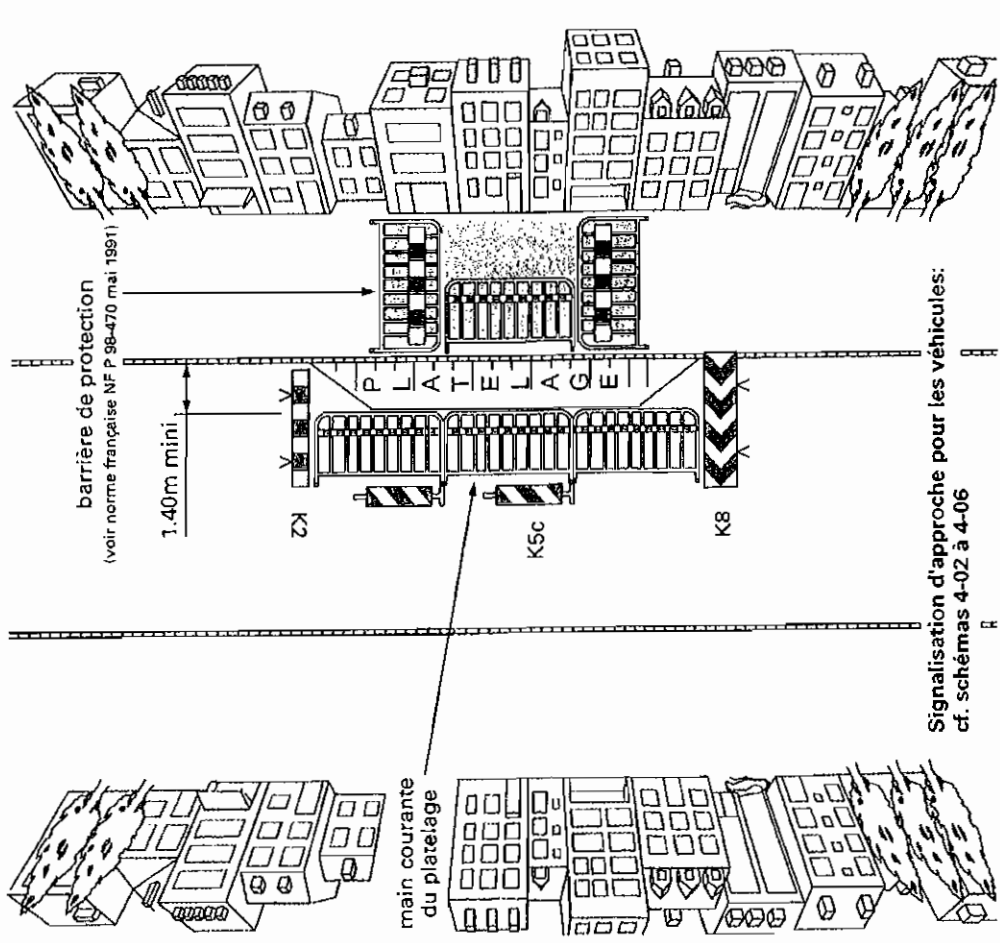 barrière de protection
(voir norme française NF P 98-470 mai 1991)
1.40m mini
K2
PLATELAGE
K5c
K8
main courante
du platelage
Signalisation d'approche pour les véhicules:
cf. schémas 4-02 à 4-06